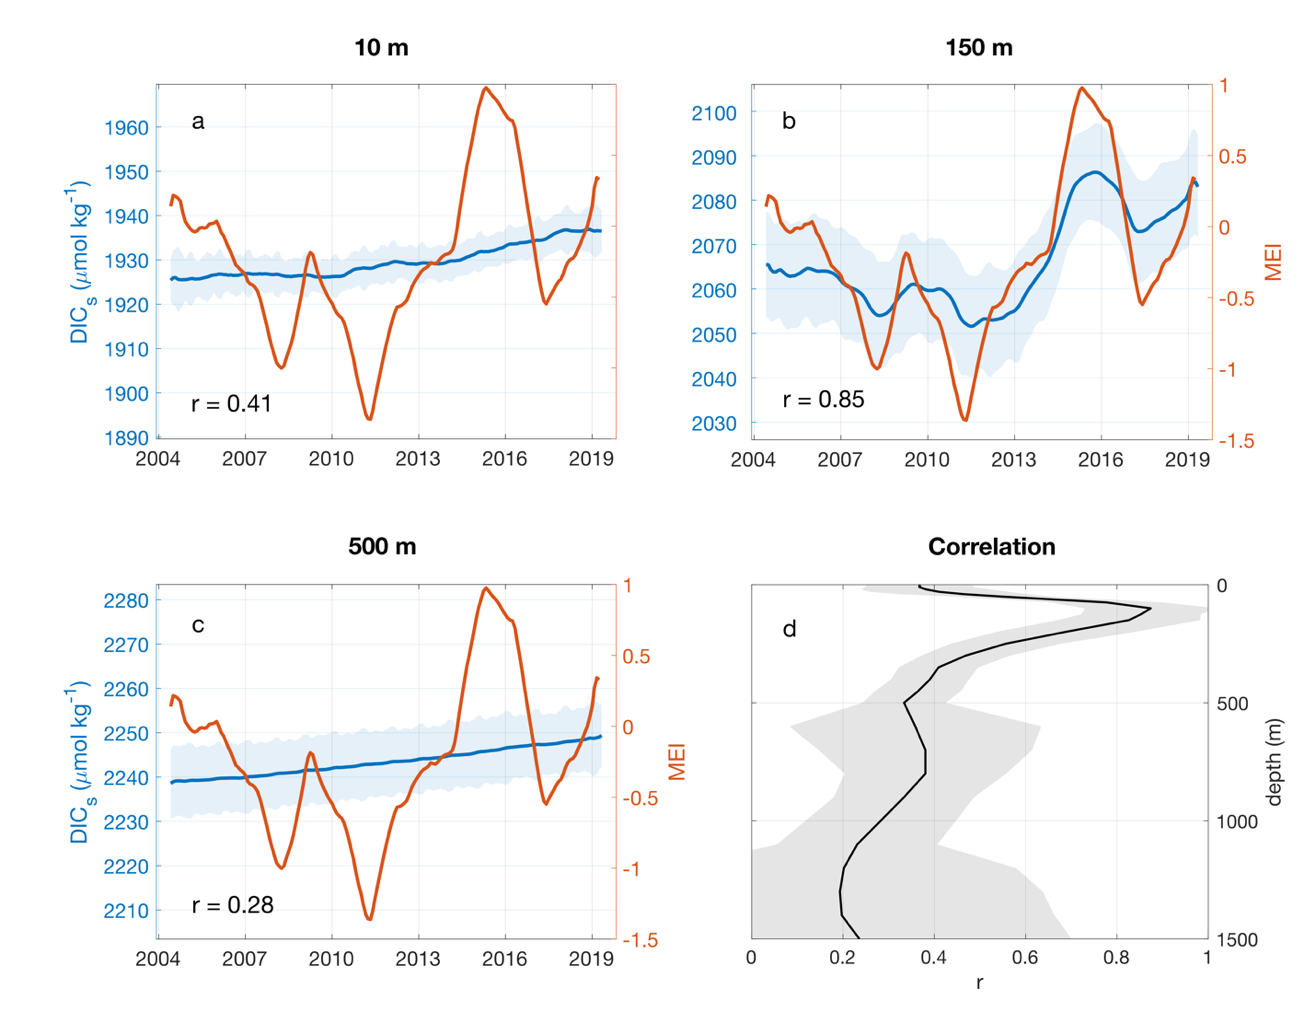 10 m
150 m
a
1960
1950
1940
1930
1920
1910
1900
1890
DIC_s (μmol kg^-1)
r = 0.41
2004 2007 2010 2013 2016 2019
b
2100
2090
2080
2070
2060
2050
2040
2030
1
0.5
0
-0.5
-1
-1.5
MEI
r = 0.85
2004 2007 2010 2013 2016 2019
500 m
Correlation
c
2280
2270
2260
2250
2240
2230
2220
2210
DIC_s (μmol kg^-1)
1
0.5
0
-0.5
-1
-1.5
MEI
r = 0.28
2004 2007 2010 2013 2016 2019
d
0
500
1000
1500
depth (m)
0 0.2 0.4 0.6 0.8 1
r